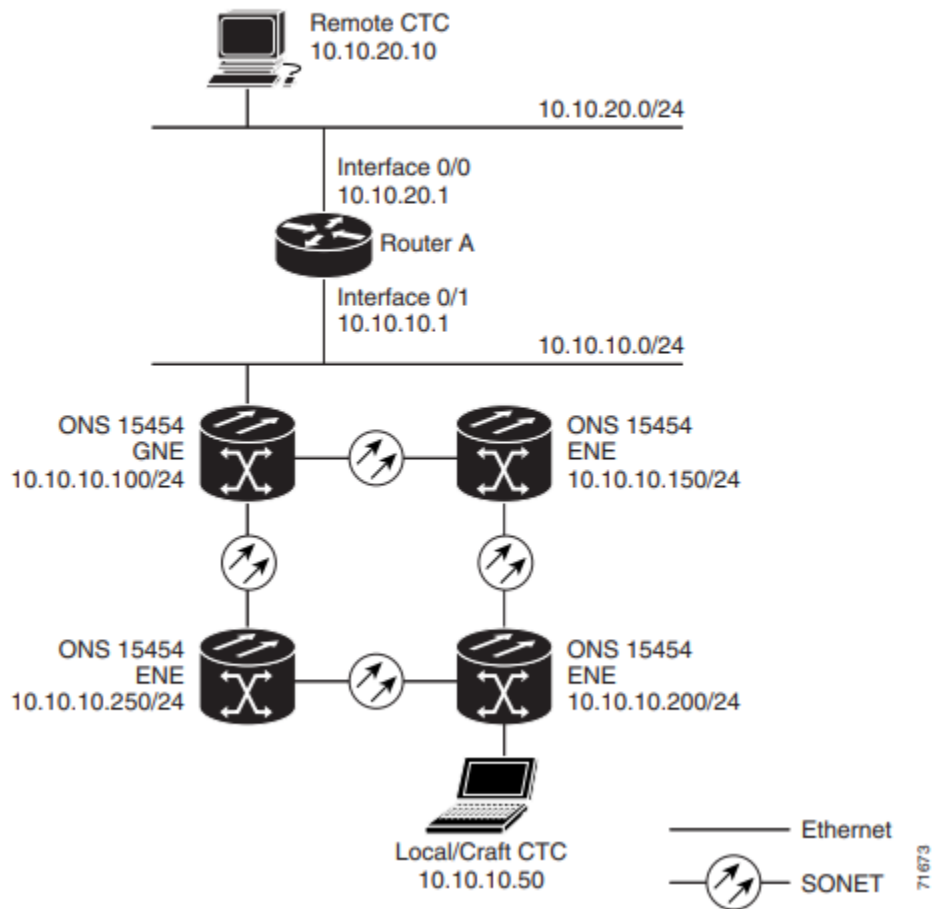 Remote CTC
10.10.20.10
10.10.20.0/24
Interface 0/0
10.10.20.1
Router A
Interface 0/1
10.10.10.1
10.10.10.0/24
ONS 15454
GNE
10.10.10.100/24
ONS 15454
ENE
10.10.10.150/24
ONS 15454
ENE
10.10.10.250/24
ONS 15454
ENE
10.10.10.200/24
Local/Craft CTC
10.10.10.50
Ethernet
SONET
71673